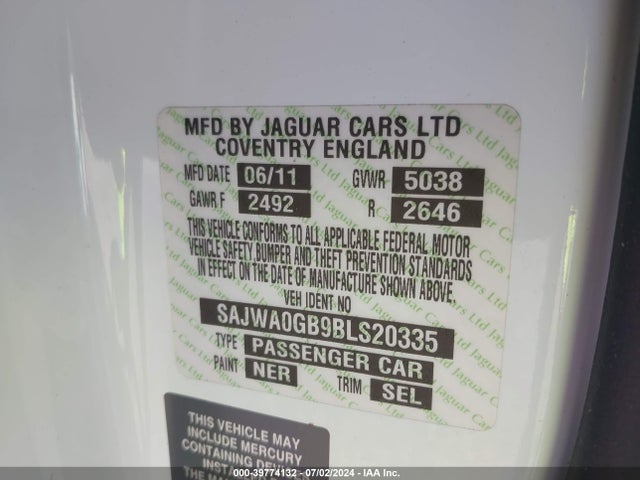 MFD BY JAGUAR CARS LTD
COVENTRY ENGLAND
MFD DATE 06/11 GVWR 5038
GAWR F 2492 R 2646
THIS VEHICLE CONFORMS TO ALL APPLICABLE FEDERAL MOTOR
VEHICLE SAFETY BUMPER AND THEFT PREVENTION STANDARDS
IN EFFECT ON THE DATE OF MANUFACTURE SHOWN ABOVE.
VEH IDENT NO
SAJWA0GB9BLS20335
TYPE PASSENGER CAR
PAINT NER TRIM SEL
THIS VEHICLE MAY
INCLUDE MERCURY
CONTAINING
000-39774132 - 07/02/2024 - IAA Inc.